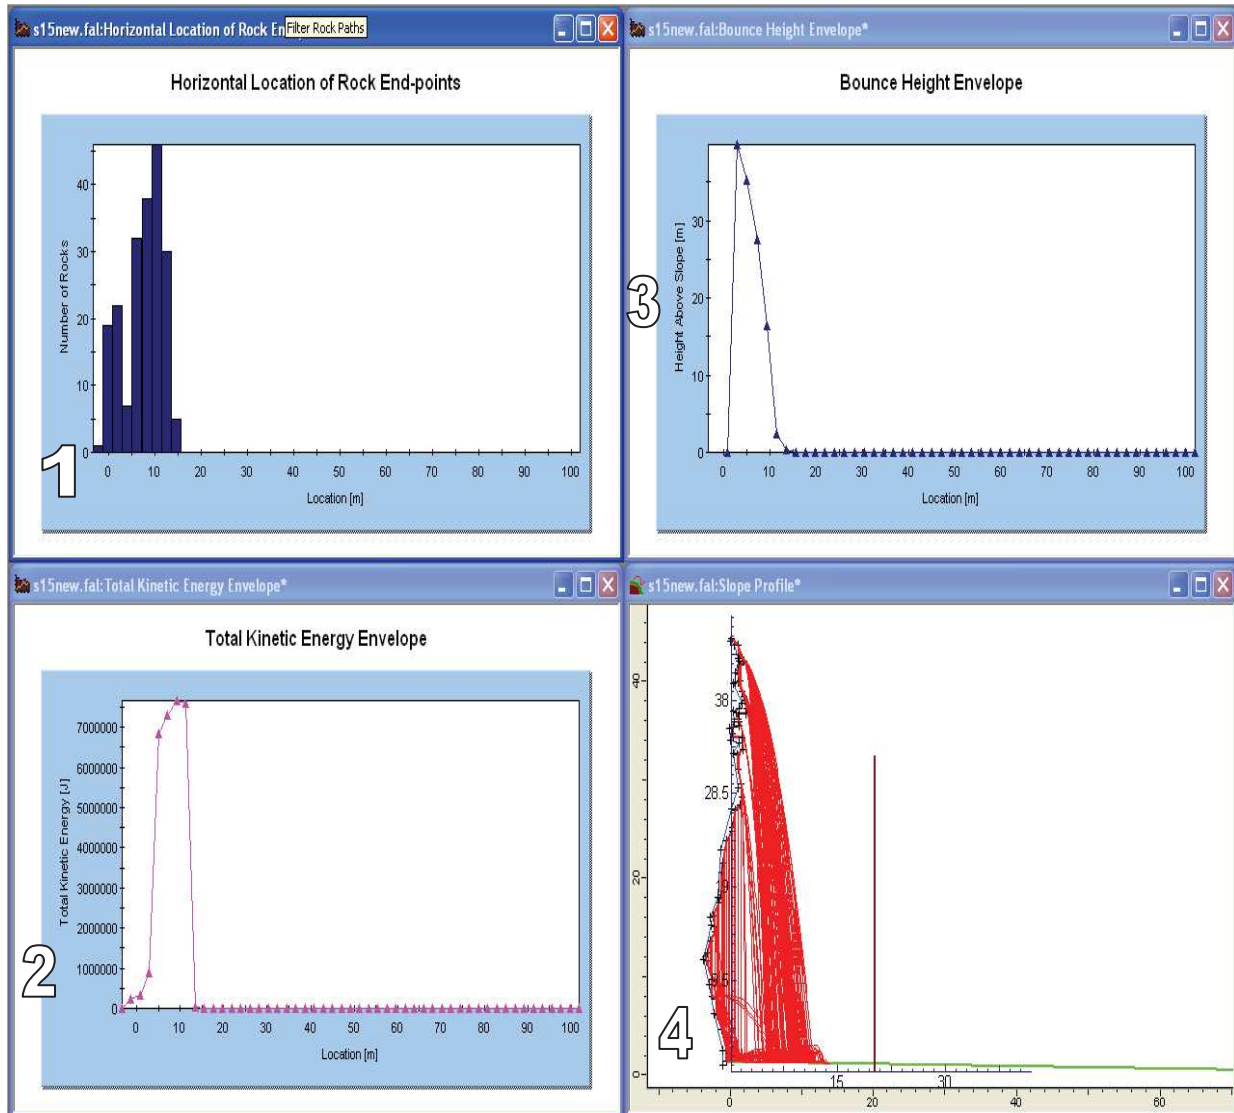 s15new.fal:Horizontal Location of Rock En
Filter Rock Paths
Horizontal Location of Rock End-points
Number of Rocks
40
30
20
10
0
0 10 20 30 40 50 60 70 80 90 100
Location [m]
1
s15new.fal:Bounce Height Envelope*
Bounce Height Envelope
Height Above Slope [m]
30
20
10
0
0 10 20 30 40 50 60 70 80 90 100
Location [m]
3
s15new.fal:Total Kinetic Energy Envelope*
Total Kinetic Energy Envelope
Total Kinetic Energy [J]
7000000
6000000
5000000
4000000
3000000
2000000
1000000
0
0 10 20 30 40 50 60 70 80 90 100
Location [m]
2
s15new.fal:Slope Profile*
40
20
0
38
28.5
15 30
0 20 40 60
4